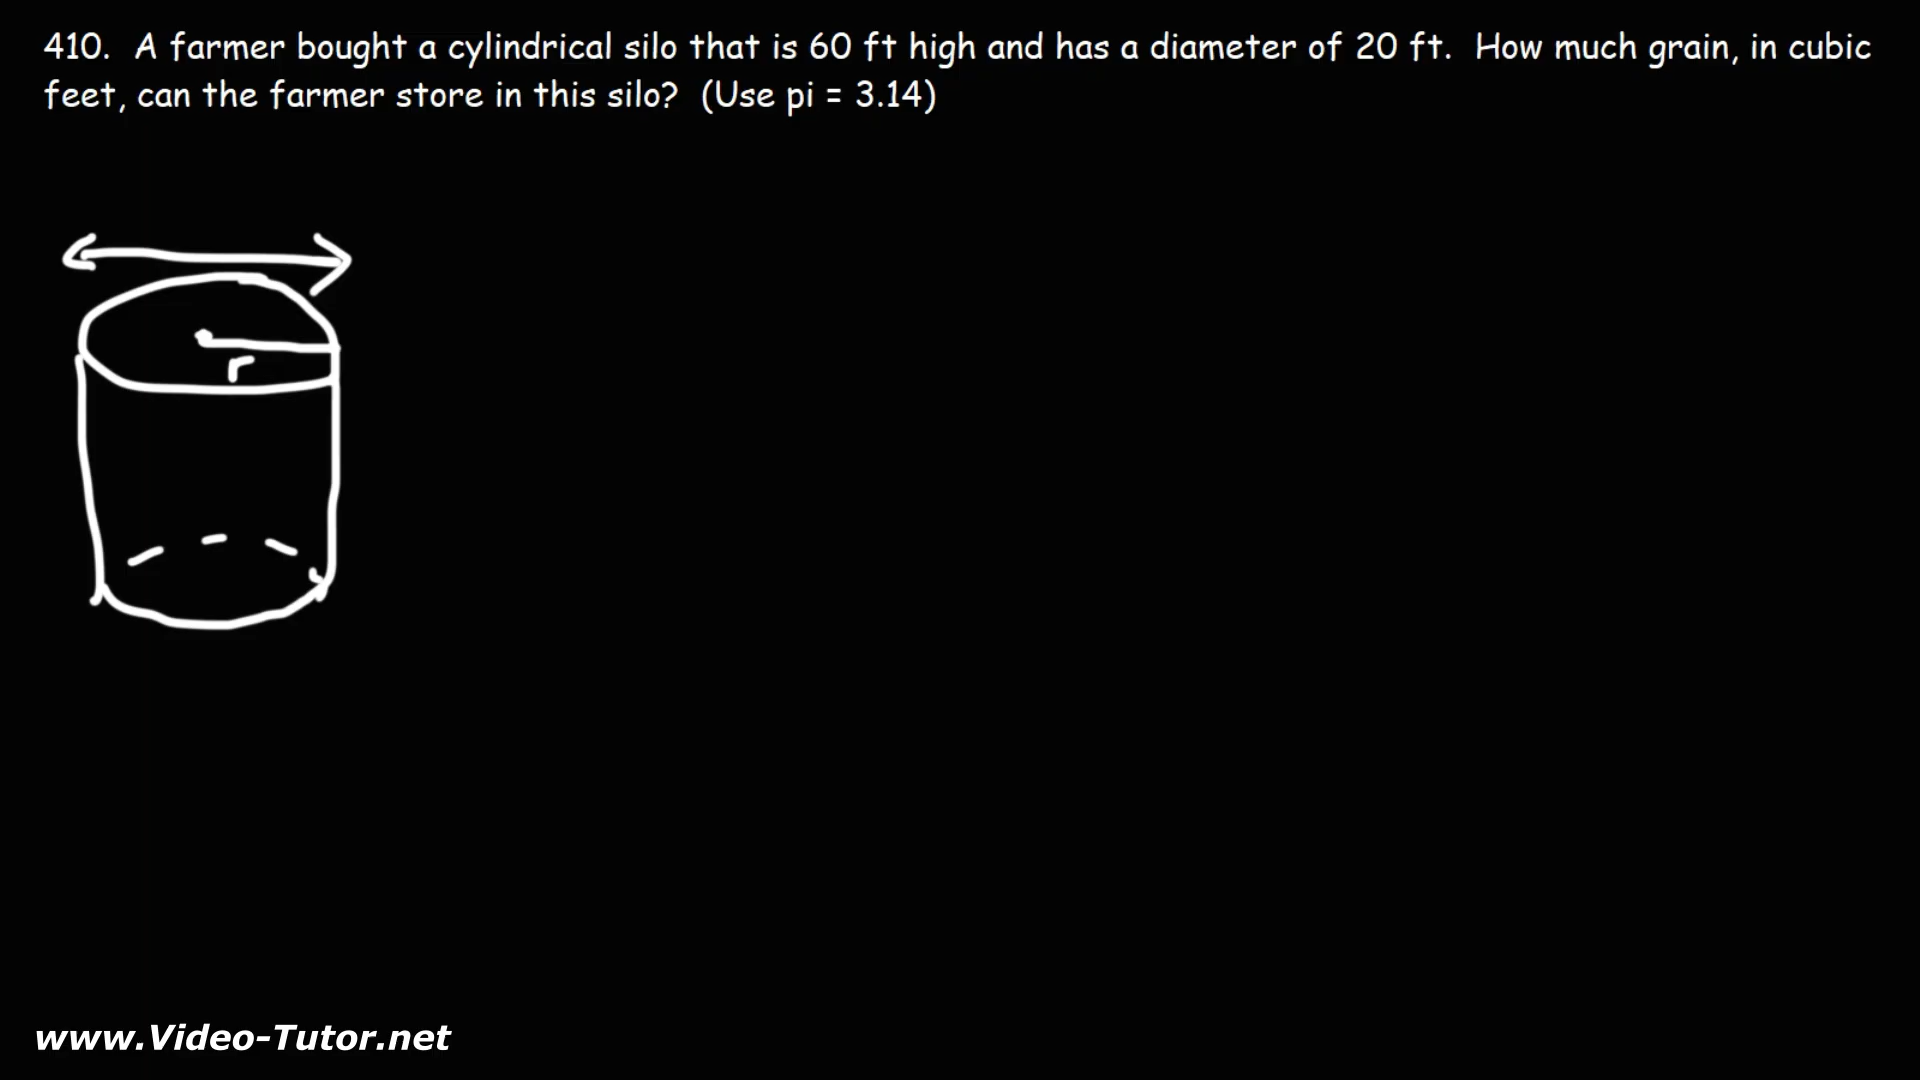 410.  A farmer bought a cylindrical silo that is 60 ft high and has a diameter of 20 ft.  How much grain, in cubic
feet, can the farmer store in this silo?  (Use pi = 3.14)
r
www.Video-Tutor.net